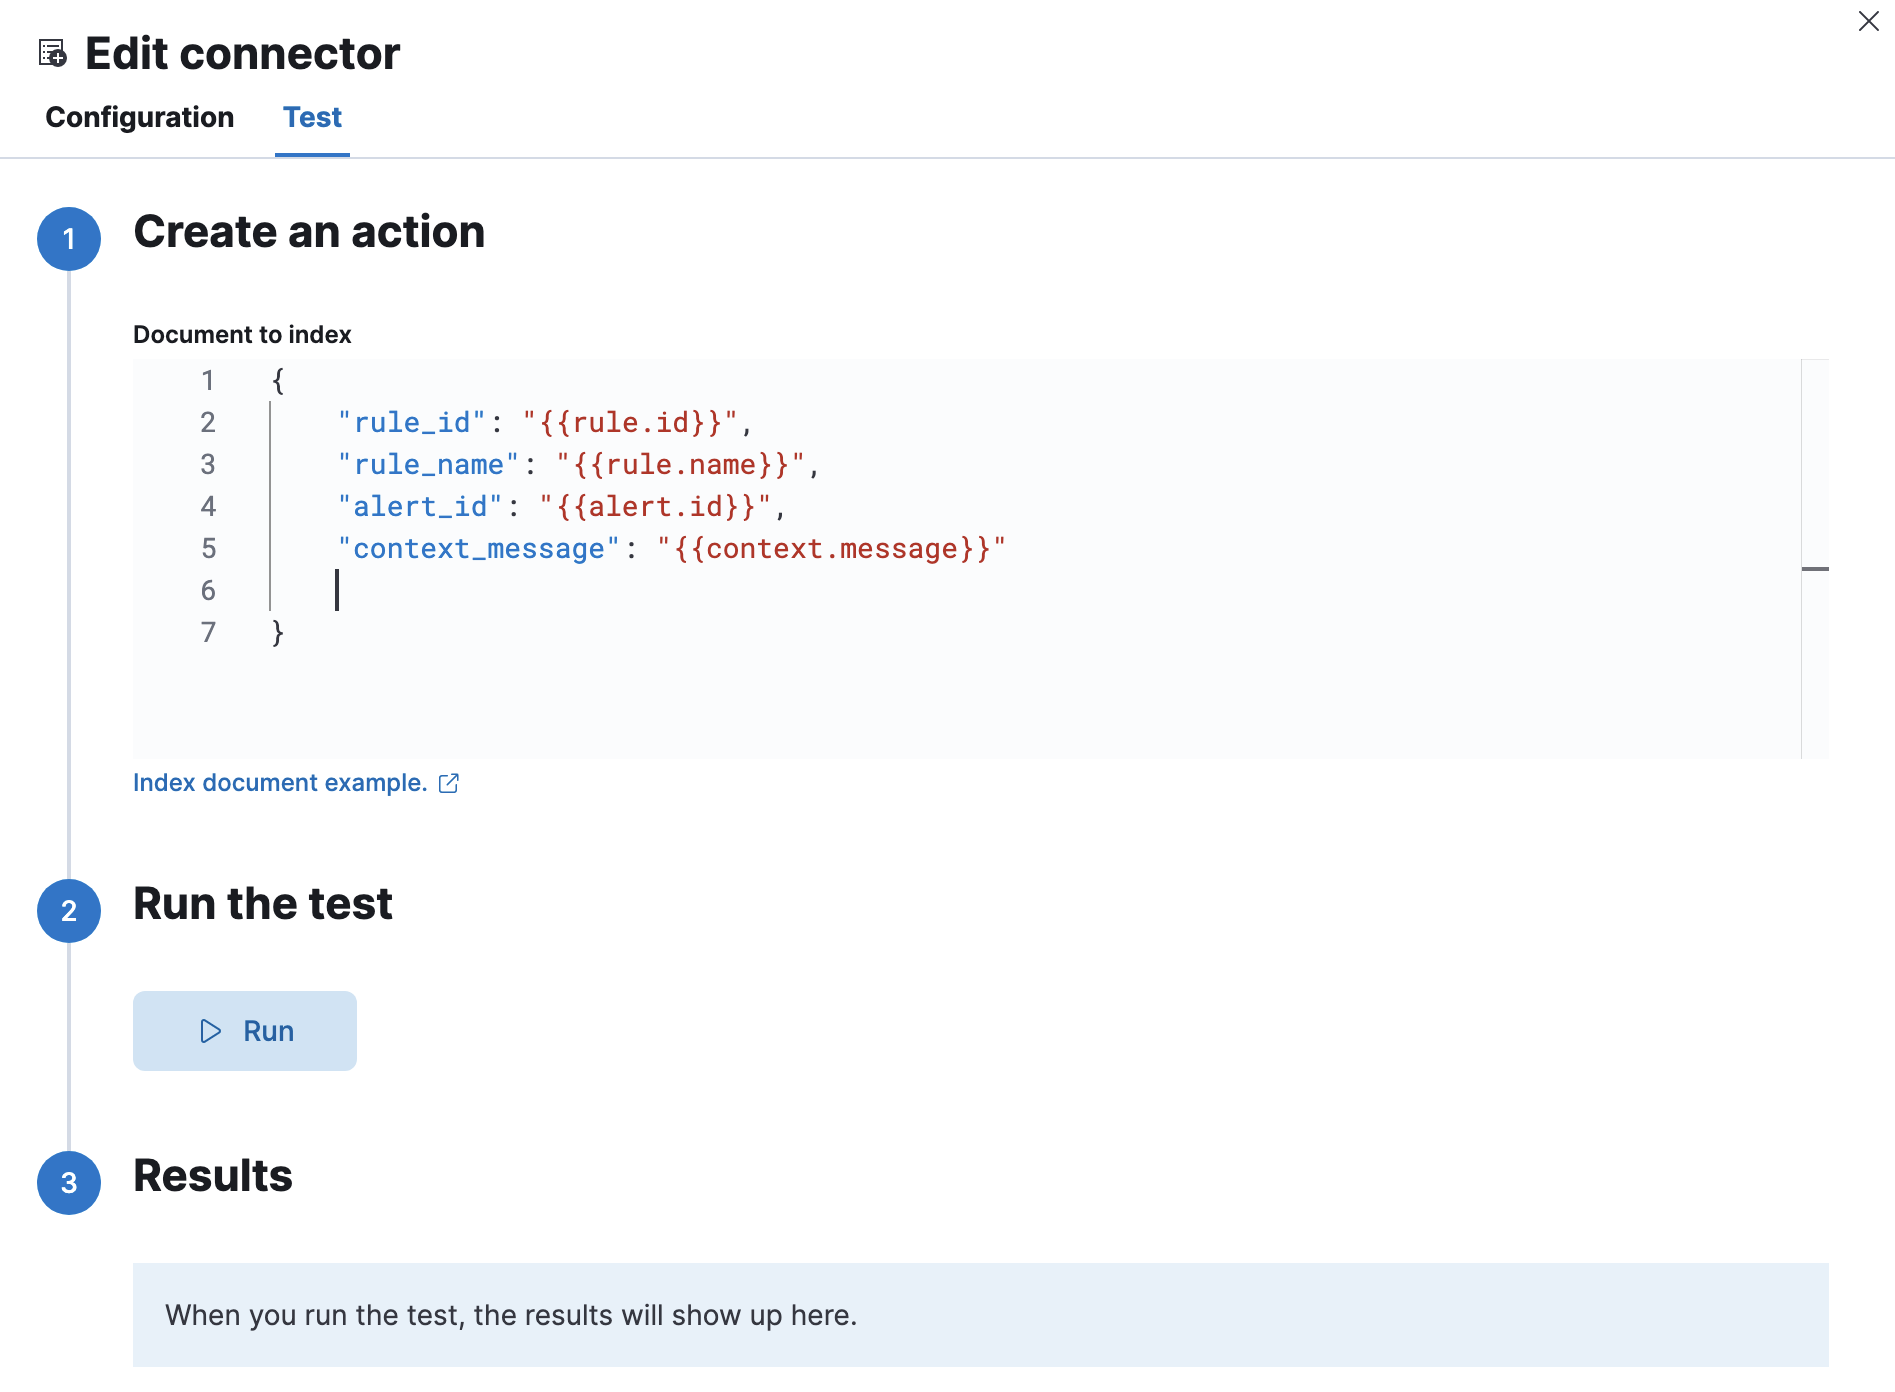 Edit connector
Configuration Test
1 Create an action
Document to index
1 {
2 "rule_id": "{{rule.id}}",
3 "rule_name": "{{rule.name}}",
4 "alert_id": "{{alert.id}}",
5 "context_message": "{{context.message}}"
6
7 }
Index document example.
2 Run the test
Run
3 Results
When you run the test, the results will show up here.